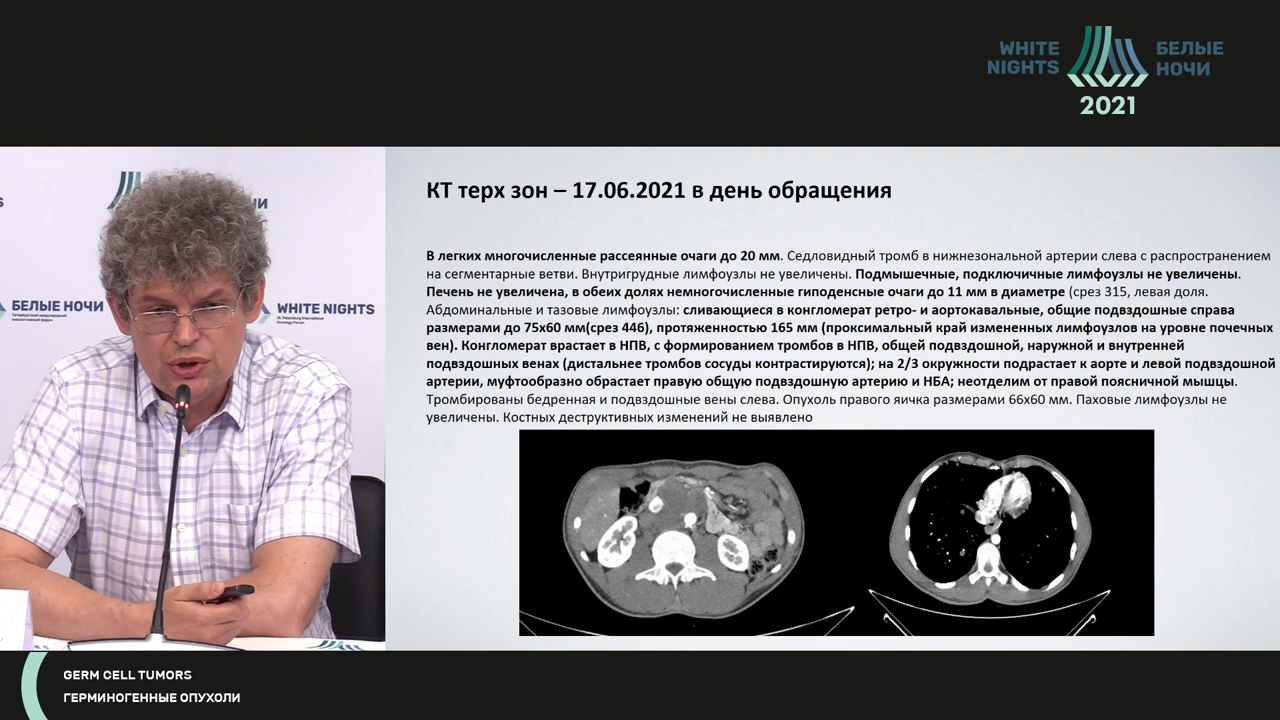 WHITE
NIGHTS
БЕЛЫЕ
НОЧИ
2021
КТ терх зон – 17.06.2021 в день обращения
В легких многочисленные рассеянные очаги до 20 мм. Седловидный тромб в нижнезональной артерии слева с распространением
на сегментарные ветви. Внутригрудные лимфоузлы не увеличены. Подмышечные, подключичные лимфоузлы не увеличены.
Печень не увеличена, в обеих долях немногочисленные гиподенсные очаги до 11 мм в диаметре (срез 315, левая доля.
Абдоминальные и тазовые лимфоузлы: сливающиеся в конгломерат ретро- и аортокавальные, общие подвздошные справа
размерами до 75х60 мм(срез 446), протяженностью 165 мм (проксимальный край измененных лимфоузлов на уровне почечных
вен). Конгломерат врастает в НПВ, с формированием тромбов в НПВ, общей подвздошной, наружной и внутренней
подвздошных венах (дистальнее тромбов сосуды контрастируются); на 2/3 окружности подрастает к аорте и левой подвздошной
артерии, муфтообразно обрастает правую общую подвздошную артерию и НБА; неотделим от правой поясничной мышцы.
Тромбированы бедренная и подвздошные вены слева. Опухоль правого яичка размерами 66х60 мм. Паховые лимфоузлы не
увеличены. Костных деструктивных изменений не выявлено
БЕЛЫЕ НОЧИ
WHITE NIGHTS
St. Petersburg International
Oncology Forum
GERM CELL TUMORS
ГЕРМИНОГЕННЫЕ ОПУХОЛИ